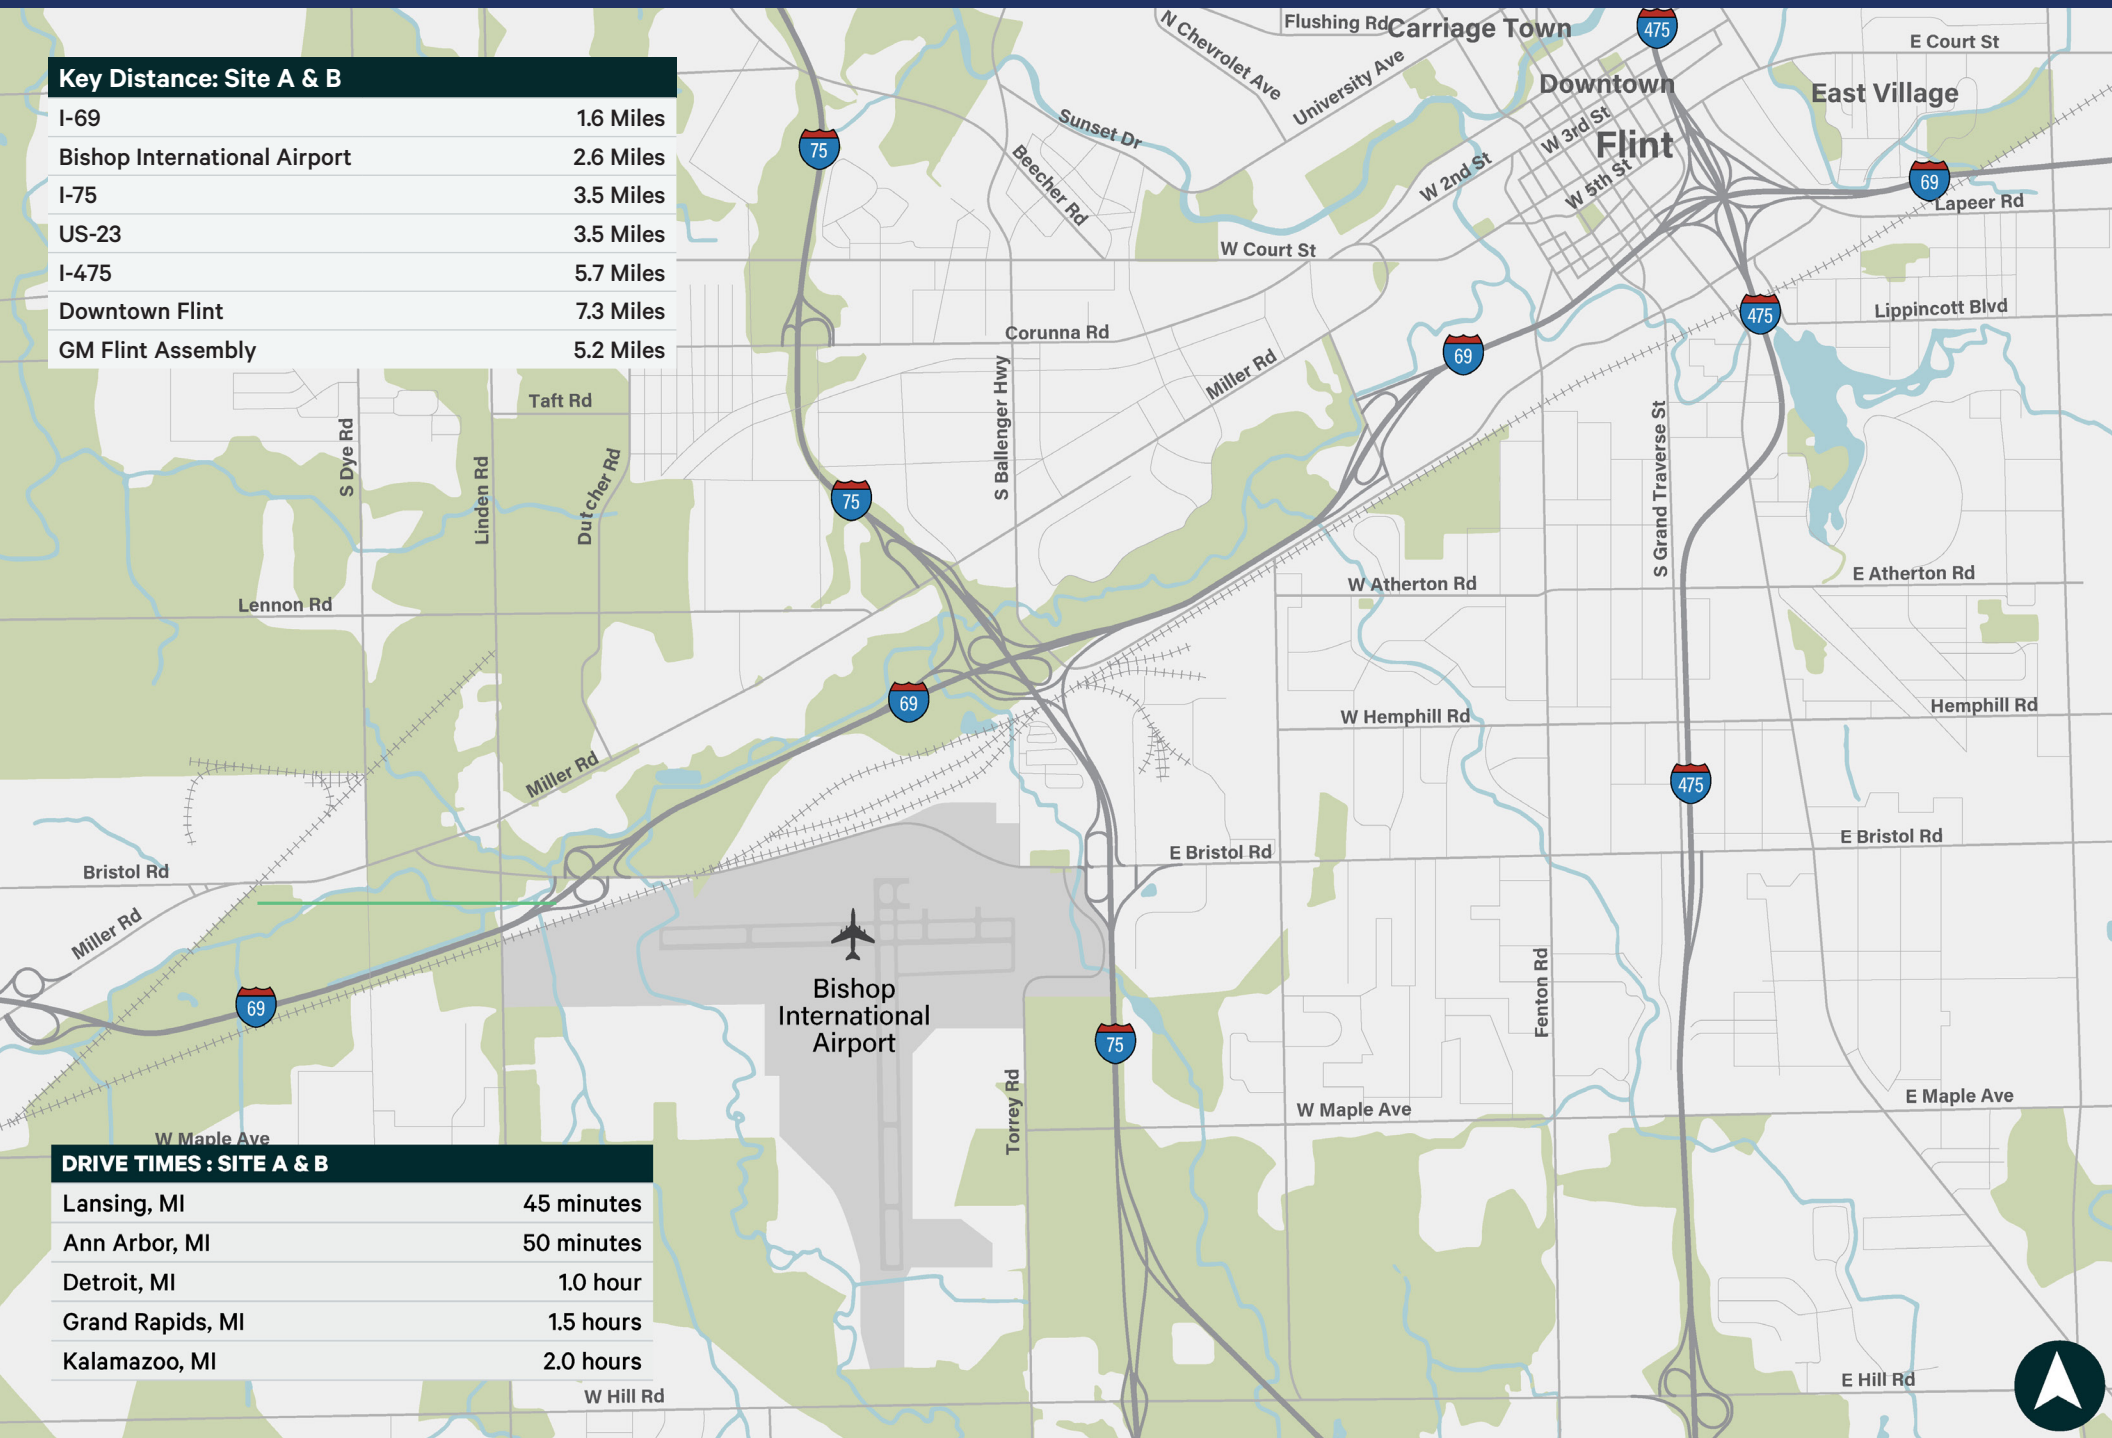 Key Distance: Site A & B
I-69 1.6 Miles
Bishop International Airport 2.6 Miles
I-75 3.5 Miles
US-23 3.5 Miles
I-475 5.7 Miles
Downtown Flint 7.3 Miles
GM Flint Assembly 5.2 Miles
N Chevrolet Ave
Flushing Rd
Carriage Town
475
E Court St
University Ave
Downtown
East Village
Sunset Dr
W 3rd St
Flint
75
Beecher Rd
W 2nd St
W 5th St
69
Lapeer Rd
W Court St
Lippincott Blvd
475
Corunna Rd
69
Miller Rd
Taft Rd
S Ballenger Hwy
S Dye Rd
Linden Rd
Dutcher Rd
75
S Grand Traverse St
W Atherton Rd
E Atherton Rd
Lennon Rd
69
W Hemphill Rd
Hemphill Rd
Miller Rd
475
Bristol Rd
E Bristol Rd
E Bristol Rd
Miller Rd
Bishop
International
Airport
Fenton Rd
69
75
Torrey Rd
W Maple Ave
E Maple Ave
W Maple Ave
DRIVE TIMES : SITE A & B
Lansing, MI 45 minutes
Ann Arbor, MI 50 minutes
Detroit, MI 1.0 hour
Grand Rapids, MI 1.5 hours
Kalamazoo, MI 2.0 hours
W Hill Rd
E Hill Rd